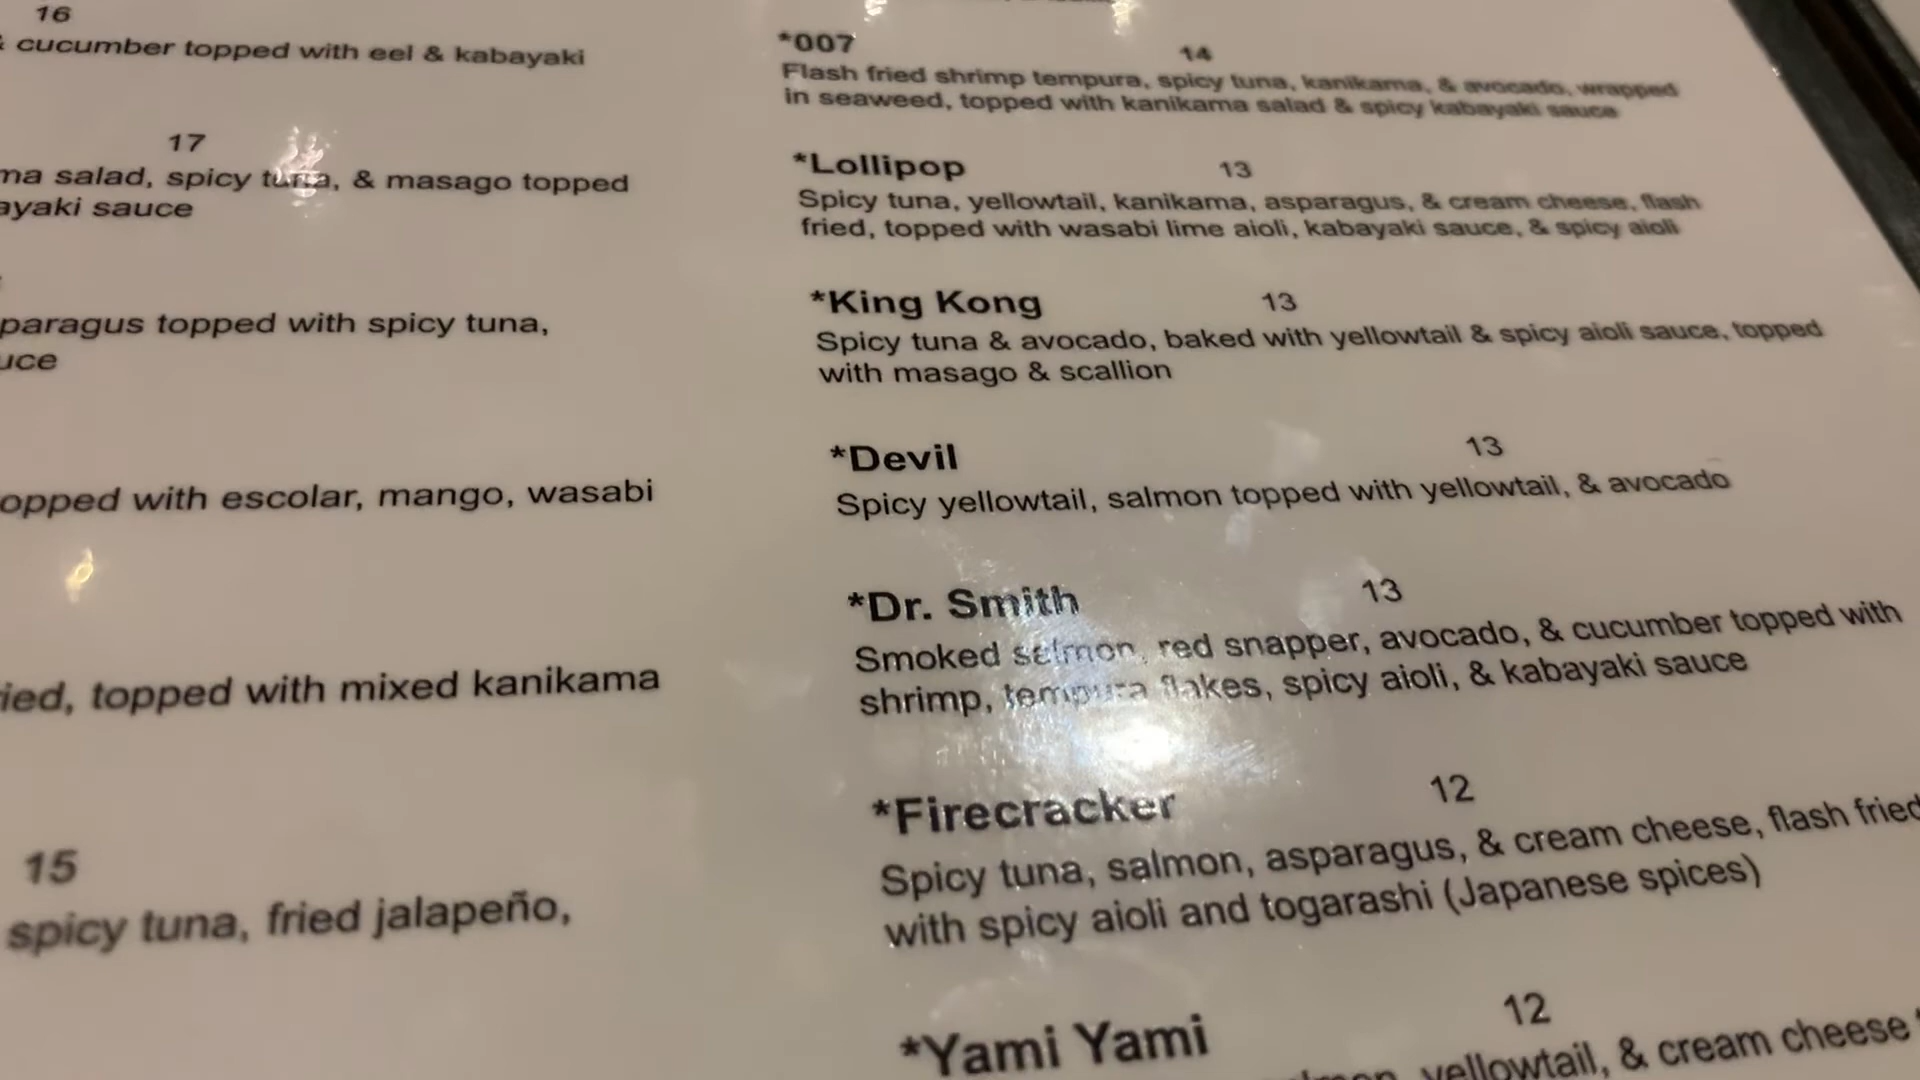 16
& cucumber topped with eel & kabayaki
17
salad, spicy tuna, & masago topped
sauce
topped with spicy tuna,
with escolar, mango, wasabi
topped with mixed kanikama
15
spicy tuna, fried jalapeño,
*007 14
Flash fried shrimp tempura, spicy tuna, kanikama, & avocado, wrapped
in seaweed, topped with kanikama salad & spicy kabayaki sauce
*Lollipop 13
Spicy tuna, yellowtail, kanikama, asparagus, & cream cheese, flash
fried, topped with wasabi lime aioli, kabayaki sauce, & spicy aioli
*King Kong 13
Spicy tuna & avocado, baked with yellowtail & spicy aioli sauce, topped
with masago & scallion
*Devil 13
Spicy yellowtail, salmon topped with yellowtail, & avocado
*Dr. Smith 13
Smoked salmon, red snapper, avocado, & cucumber topped with
shrimp, tempura flakes, spicy aioli, & kabayaki sauce
*Firecracker 12
Spicy tuna, salmon, asparagus, & cream cheese, flash fried
with spicy aioli and togarashi (Japanese spices)
*Yami Yami 12
yellowtail, & cream cheese